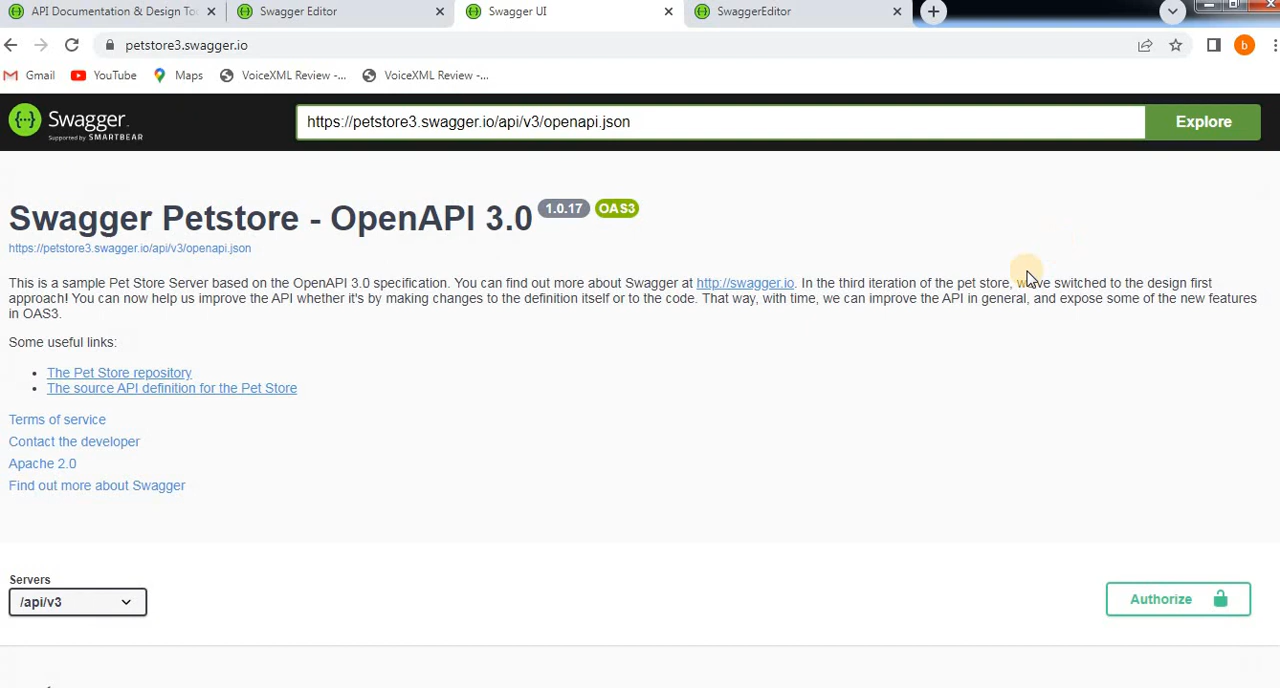 API Documentation & Design To
Swagger Editor
Swagger UI
SwaggerEditor
petstore3.swagger.io
b
Gmail
YouTube
Maps
VoiceXML Review -...
VoiceXML Review -...
{··} Swagger.
Supported by SMARTBEAR
https://petstore3.swagger.io/api/v3/openapi.json
Explore
Swagger Petstore - OpenAPI 3.0 1.0.17 OAS3
https://petstore3.swagger.io/api/v3/openapi.json
This is a sample Pet Store Server based on the OpenAPI 3.0 specification. You can find out more about Swagger at http://swagger.io. In the third iteration of the pet store, we've switched to the design first
approach! You can now help us improve the API whether it's by making changes to the definition itself or to the code. That way, with time, we can improve the API in general, and expose some of the new features
in OAS3.
Some useful links:
• The Pet Store repository
• The source API definition for the Pet Store
Terms of service
Contact the developer
Apache 2.0
Find out more about Swagger
Servers
/api/v3
Authorize